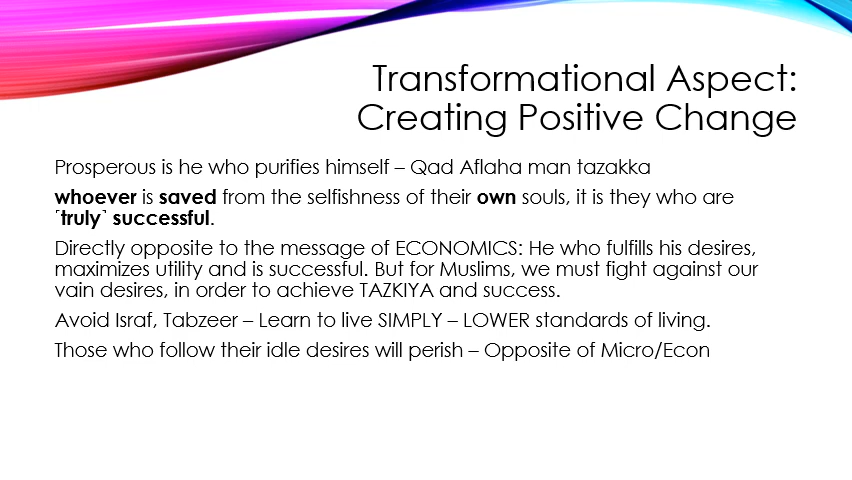 Transformational Aspect:
Creating Positive Change
Prosperous is he who purifies himself – Qad Aflaha man tazakka
whoever is saved from the selfishness of their own souls, it is they who are
˹truly˺ successful.
Directly opposite to the message of ECONOMICS: He who fulfills his desires,
maximizes utility and is successful. But for Muslims, we must fight against our
vain desires, in order to achieve TAZKIYA and success.
Avoid Israf, Tabzeer – Learn to live SIMPLY – LOWER standards of living.
Those who follow their idle desires will perish – Opposite of Micro/Econ